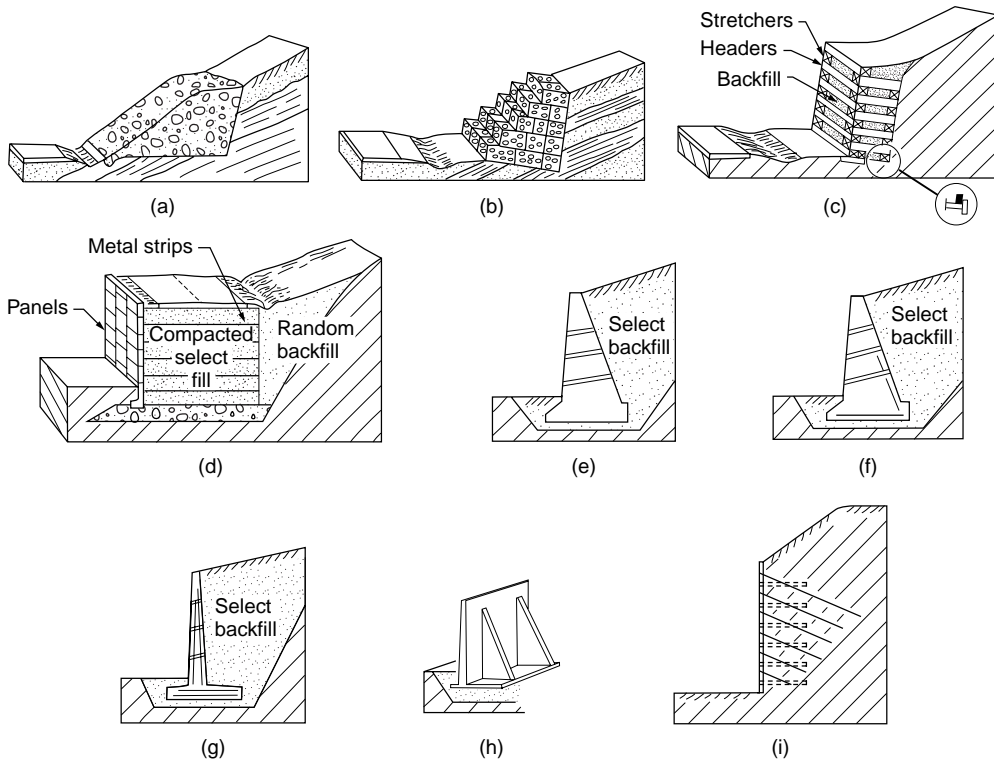 Stretchers
Headers
Backfill
(a)
(b)
(c)
Metal strips
Panels
Compacted
select
fill
Random
backfill
Select
backfill
Select
backfill
(d)
(e)
(f)
Select
backfill
(g)
(h)
(i)